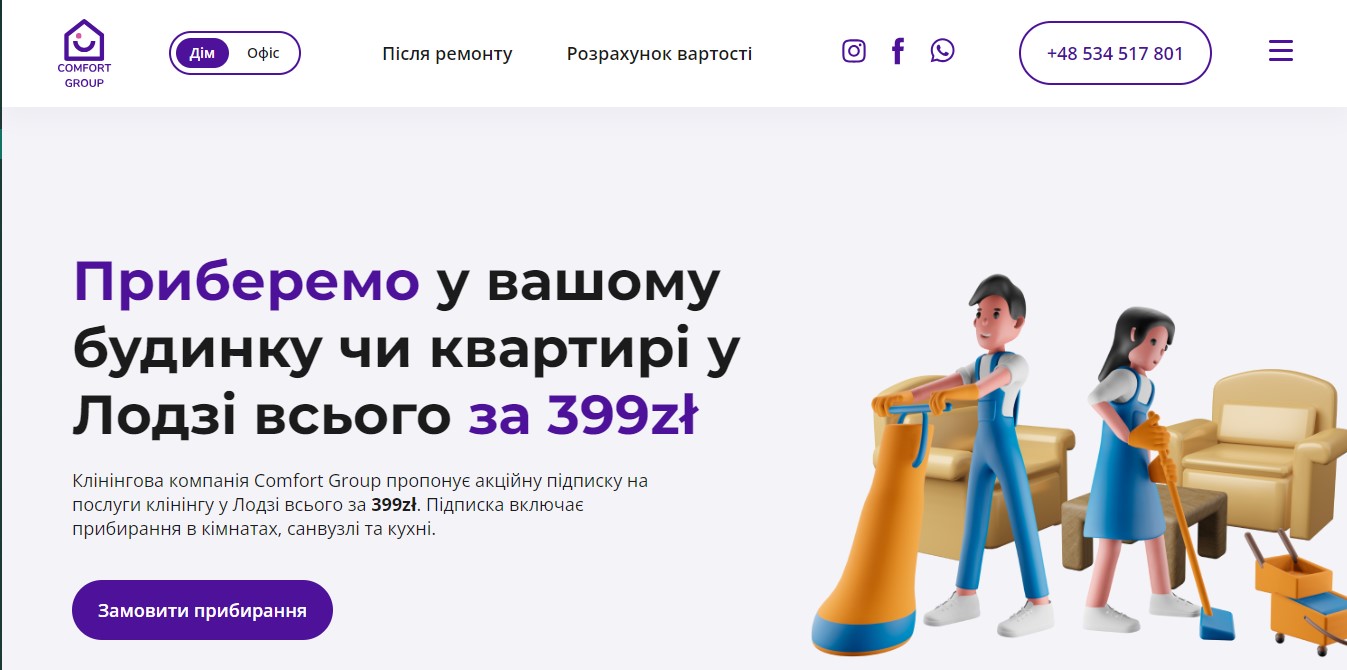 COMFORT
GROUP
Дім
Офіс
Після ремонту
Розрахунок вартості
+48 534 517 801
Приберемо у вашому
будинку чи квартирі у
Лодзі всього за 399zł
Клінінгова компанія Comfort Group пропонує акційну підписку на
послуги клінінгу у Лодзі всього за 399zł. Підписка включає
прибирання в кімнатах, санвузлі та кухні.
Замовити прибирання